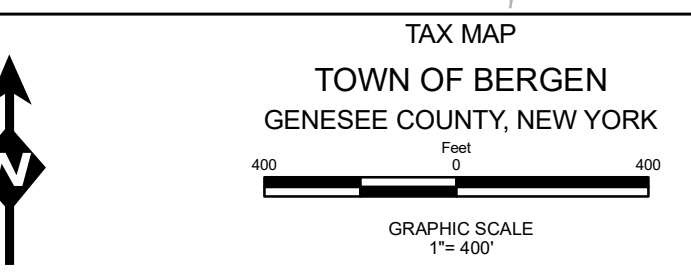 TAX MAP
TOWN OF BERGEN
GENESEE COUNTY, NEW YORK
Feet
400 0 400
N
GRAPHIC SCALE
1"= 400'